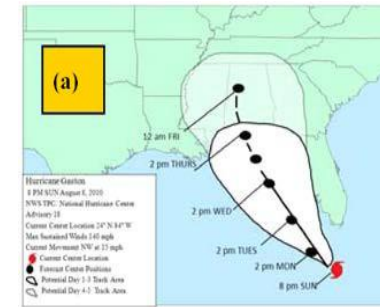 (a)
12 am FRI
2 pm THURS
2 pm WED
2 pm TUES
2 pm MON
8 pm SUN
Hurricane Gaston
8 PM SUN August 8, 2010
NWS TPC National Hurricane Center
Advisory 18
Current Center Location 24° N 84° W
Max Sustained Winds 140 mph
Current Movement NW at 15 mph
Current Center Location
Forecast Center Positions
Potential Day 1-3 Track Area
Potential Day 4-5 Track Area